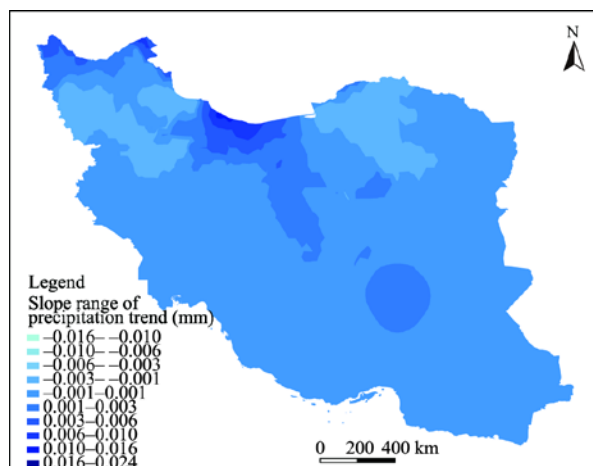 N
Legend
Slope range of
precipitation trend (mm)
–0.016– –0.010
–0.010– –0.006
–0.006– –0.003
–0.003– –0.001
–0.001–0.001
0.001–0.003
0.003–0.006
0.006–0.010
0.010–0.016
0.016–0.024
0 200 400 km